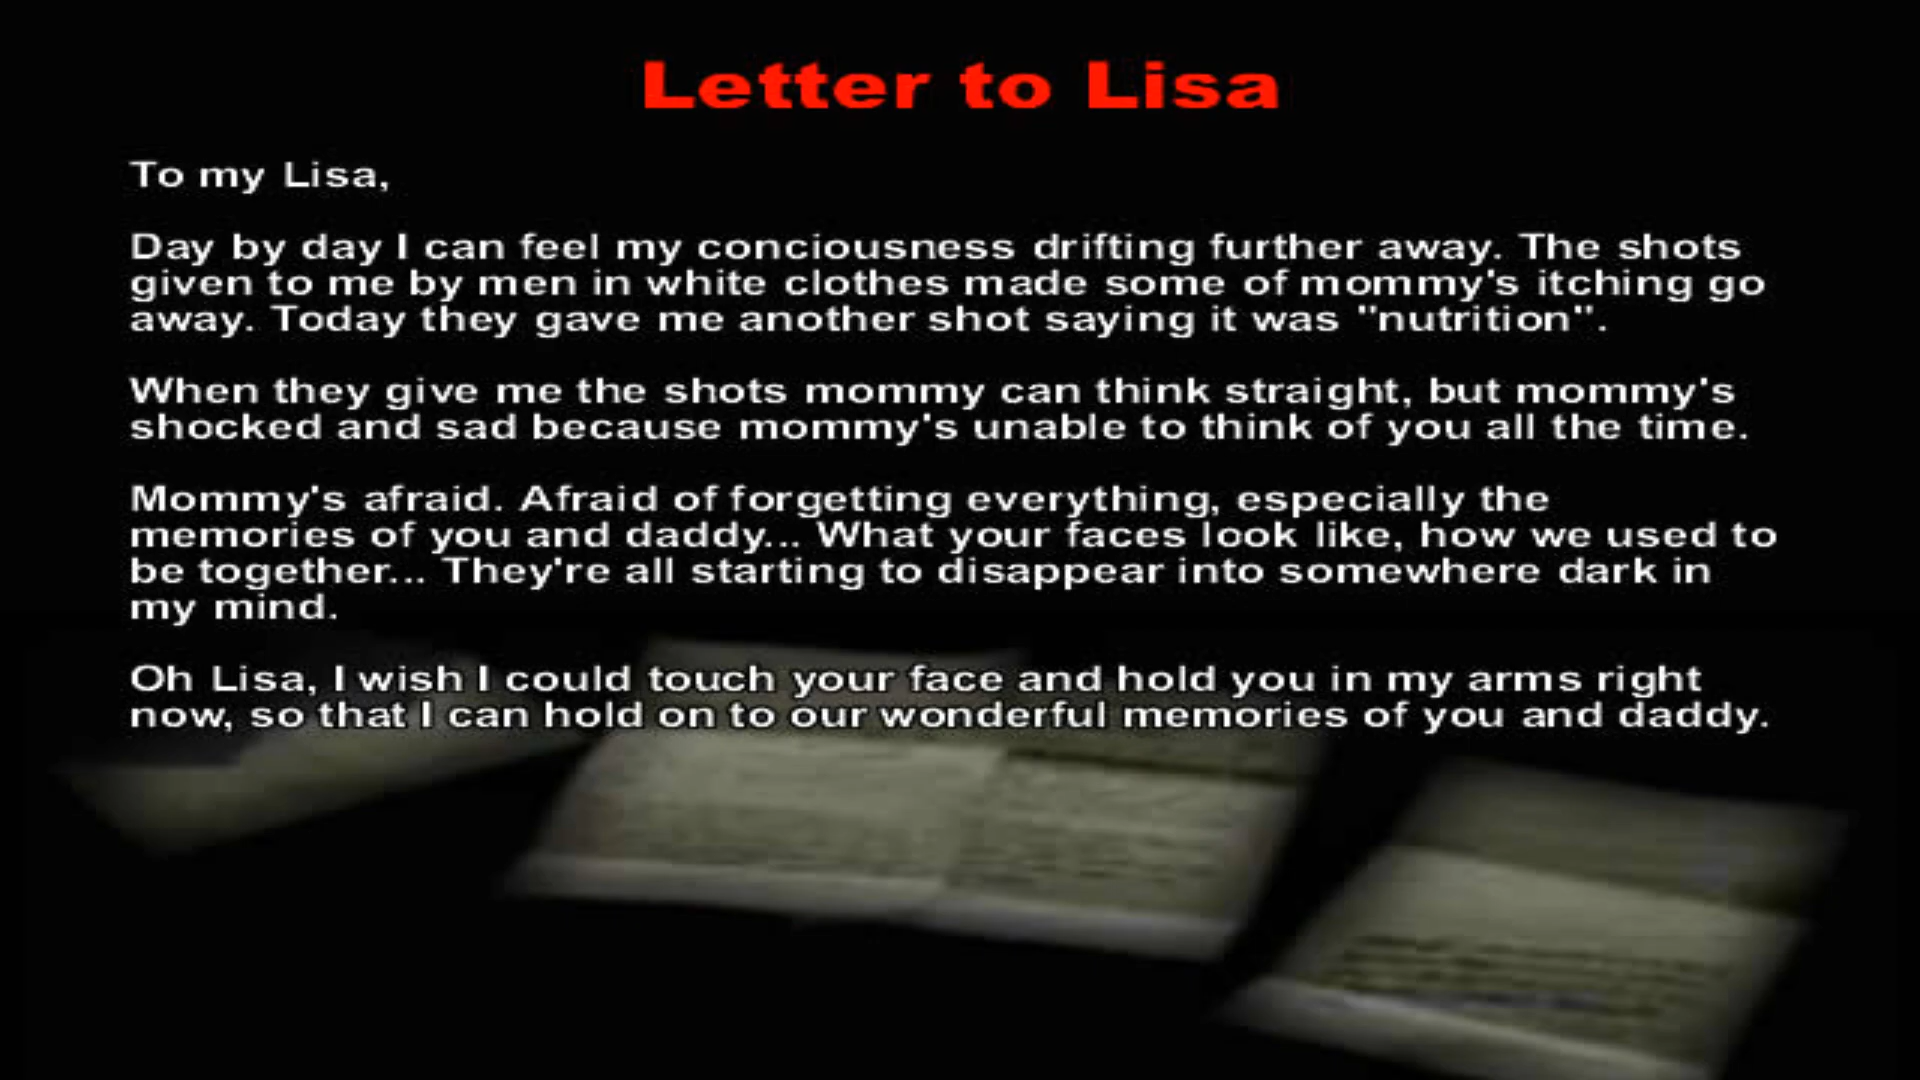 Letter to Lisa
To my Lisa,
Day by day I can feel my conciousness drifting further away. The shots
given to me by men in white clothes made some of mommy's itching go
away. Today they gave me another shot saying it was "nutrition".
When they give me the shots mommy can think straight, but mommy's
shocked and sad because mommy's unable to think of you all the time.
Mommy's afraid. Afraid of forgetting everything, especially the
memories of you and daddy... What your faces look like, how we used to
be together... They're all starting to disappear into somewhere dark in
my mind.
Oh Lisa, I wish I could touch your face and hold you in my arms right
now, so that I can hold on to our wonderful memories of you and daddy.